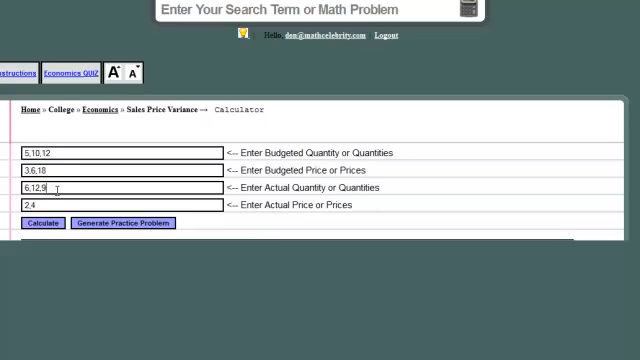 Enter Your Search Term or Math Problem
Hello, don@mathcelebrity.com Logout
structions Economics QUIZ A A
Home » College » Economics » Sales Price Variance → Calculator
5,10,12 <-- Enter Budgeted Quantity or Quantities
3,6,18 <-- Enter Budgeted Price or Prices
6,12,9 <-- Enter Actual Quantity or Quantities
2,4 <-- Enter Actual Price or Prices
Calculate Generate Practice Problem